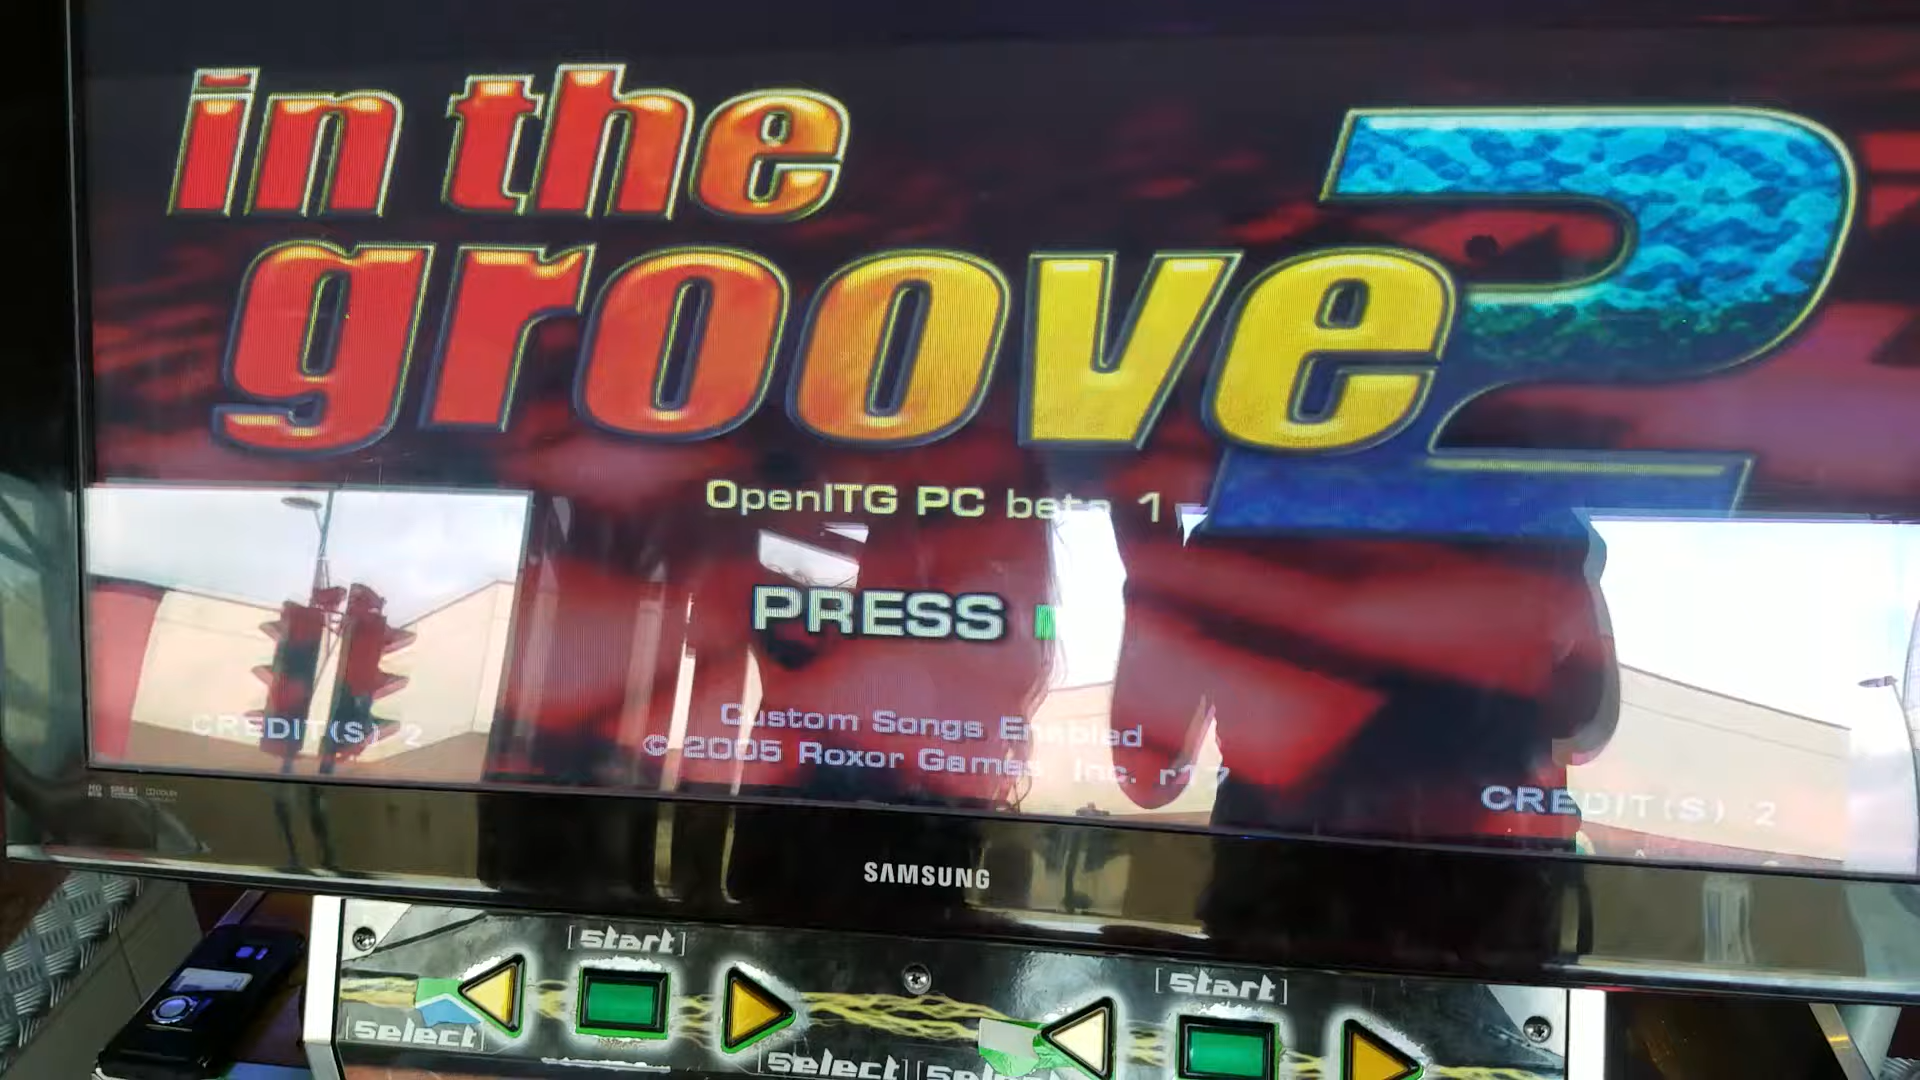 in the
groove 2
OpenITG PC beta 1
PRESS
Custom Songs Enabled
© 2005 Roxor Games, Inc. r17
CREDIT(S) 2
CREDIT(S) 2
SAMSUNG
[start]
[start]
[select]
[select]